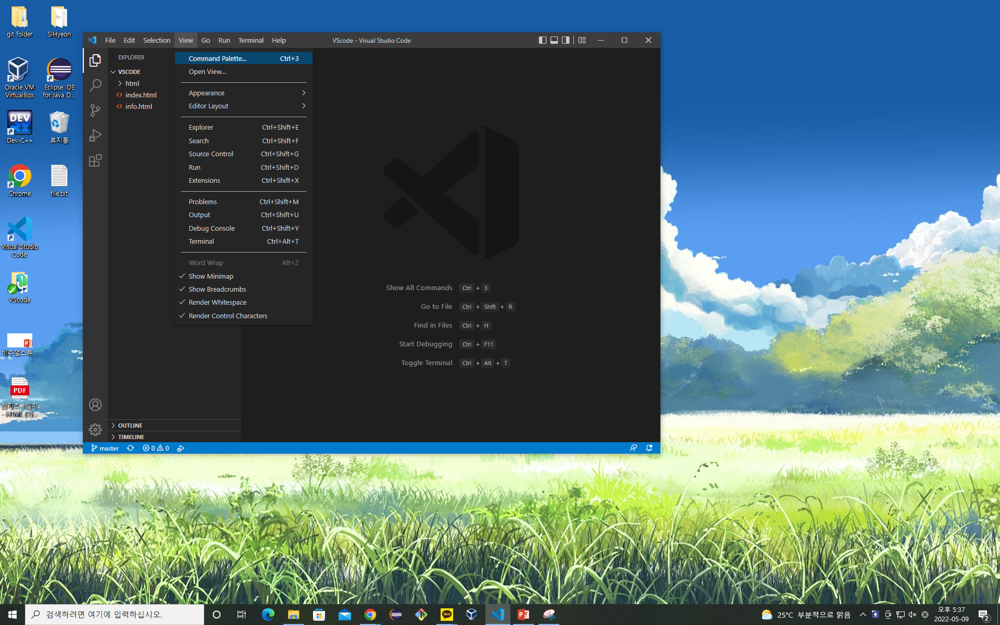 git folder
SiHyeon
Oracle VM
VirtualBox
Eclipse IDE
for Java D...
Dev-C++
휴지통
Chrome
file.txt
Visual Studio
Code
VScode
비주얼스튜...
PDF
웹기초 1일차
- HTML (1)...
File Edit Selection View Go Run Terminal Help
VScode - Visual Studio Code
EXPLORER
VSCODE
html
index.html
info.html
OUTLINE
TIMELINE
Command Palette... Ctrl+3
Open View...
Appearance
Editor Layout
Explorer Ctrl+Shift+E
Search Ctrl+Shift+F
Source Control Ctrl+Shift+G
Run Ctrl+Shift+D
Extensions Ctrl+Shift+X
Problems Ctrl+Shift+M
Output Ctrl+Shift+U
Debug Console Ctrl+Shift+Y
Terminal Ctrl+Alt+T
Word Wrap Alt+Z
Show Minimap
Show Breadcrumbs
Render Whitespace
Render Control Characters
Show All Commands Ctrl + 3
Go to File Ctrl + Shift + R
Find in Files Ctrl + H
Start Debugging Ctrl + F11
Toggle Terminal Ctrl + Alt + T
master 0 0
검색하려면 여기에 입력하십시오.
TALK
25°C 부분적으로 맑음
오후 5:37
2022-05-09
2
DEV
C++